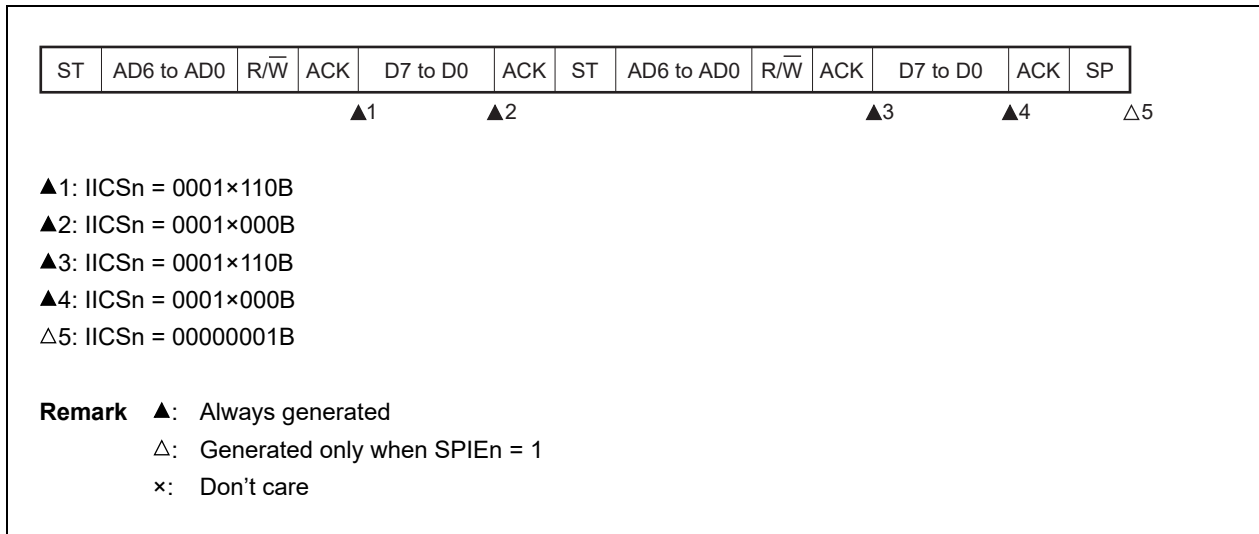 ST AD6 to AD0 R/W̅ ACK D7 to D0 ACK ST AD6 to AD0 R/W̅ ACK D7 to D0 ACK SP
▲1 ▲2 ▲3 ▲4 △5
▲1: IICSn = 0001×110B
▲2: IICSn = 0001×000B
▲3: IICSn = 0001×110B
▲4: IICSn = 0001×000B
△5: IICSn = 00000001B
Remark ▲: Always generated
△: Generated only when SPIEn = 1
×: Don't care